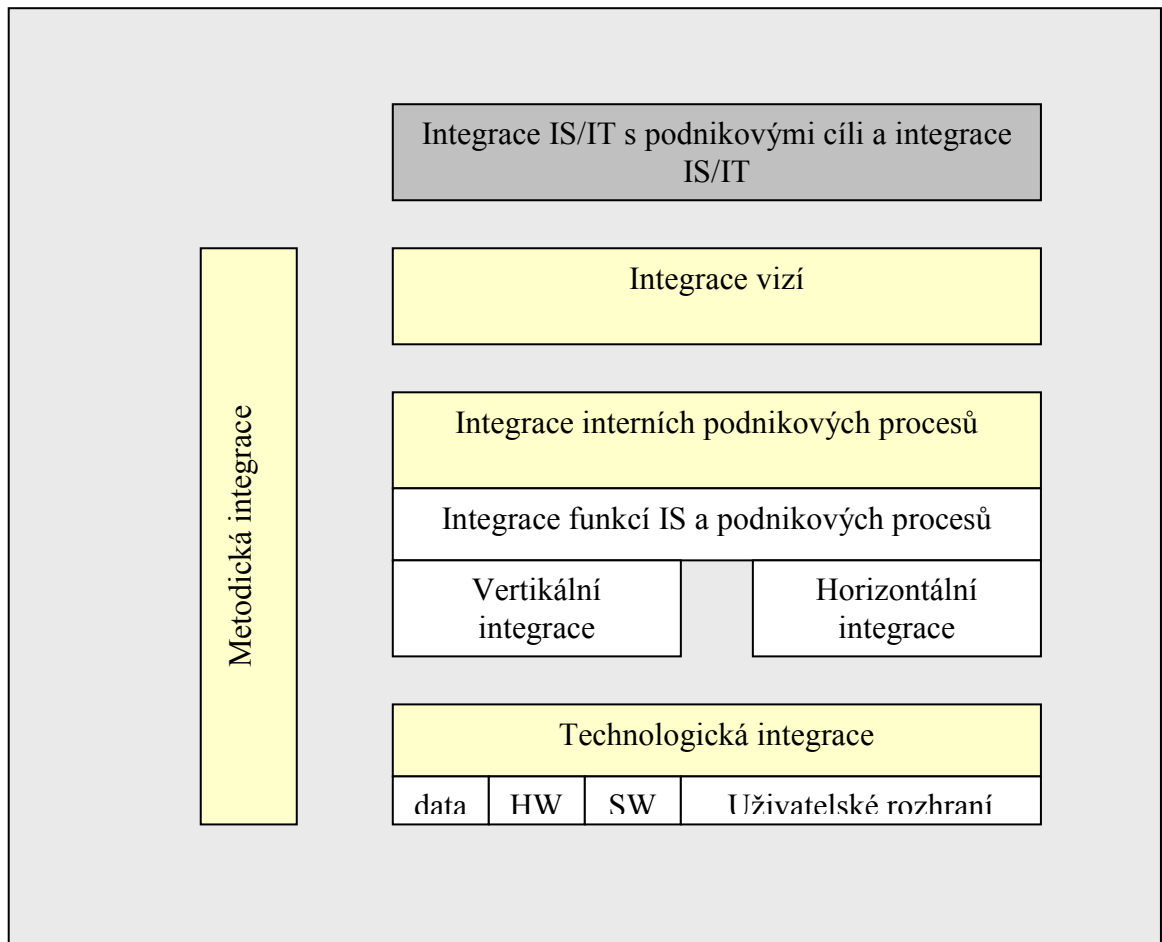 Integrace IS/IT s podnikovými cíli a integrace
IS/IT
Metodická integrace
Integrace vizí
Integrace interních podnikových procesů
Integrace funkcí IS a podnikových procesů
Vertikální
integrace
Horizontální
integrace
Technologická integrace
data
HW
SW
Uživatelské rozhraní